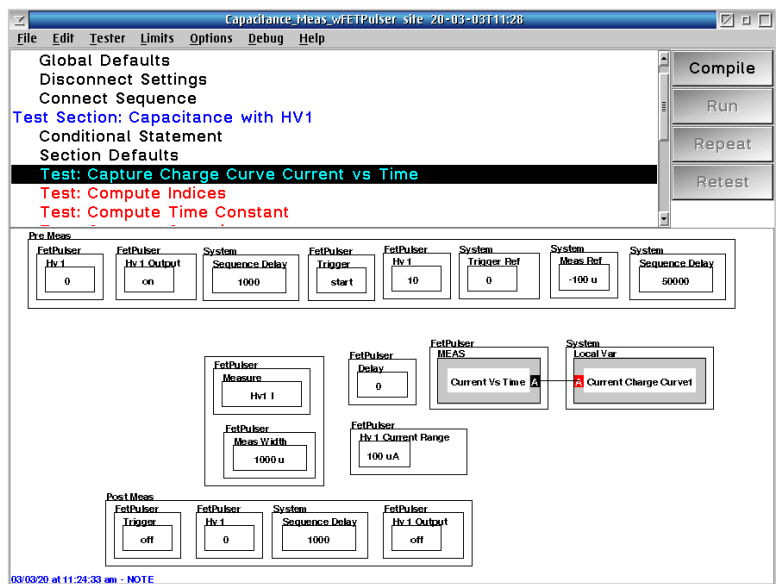 Capacitance_Meas_wFETPulser site 20-03-03T11:28
File Edit Tester Limits Options Debug Help
Global Defaults
Disconnect Settings
Connect Sequence
Test Section: Capacitance with HV1
Conditional Statement
Section Defaults
Test: Capture Charge Curve Current vs Time
Test: Compute Indices
Test: Compute Time Constant
Compile
Run
Repeat
Retest
Pre Meas
FetPulser FetPulser System FetPulser FetPulser System System System
Hv 1 Hv 1 Output Sequence Delay Trigger Hv 1 Trigger Ref Meas Ref Sequence Delay
0 on 1000 start 10 0 -100 u 50000
FetPulser
Measure
Hv1 I
FetPulser
Meas Width
1000 u
FetPulser
Delay
0
FetPulser
Hv 1 Current Range
100 uA
FetPulser
MEAS
Current Vs Time A
System
Local Var
A Current Charge Curve1
Post Meas
FetPulser FetPulser System FetPulser
Trigger Hv 1 Sequence Delay Hv 1 Output
off 0 1000 off
03/03/20 at 11:24:33 am - NOTE